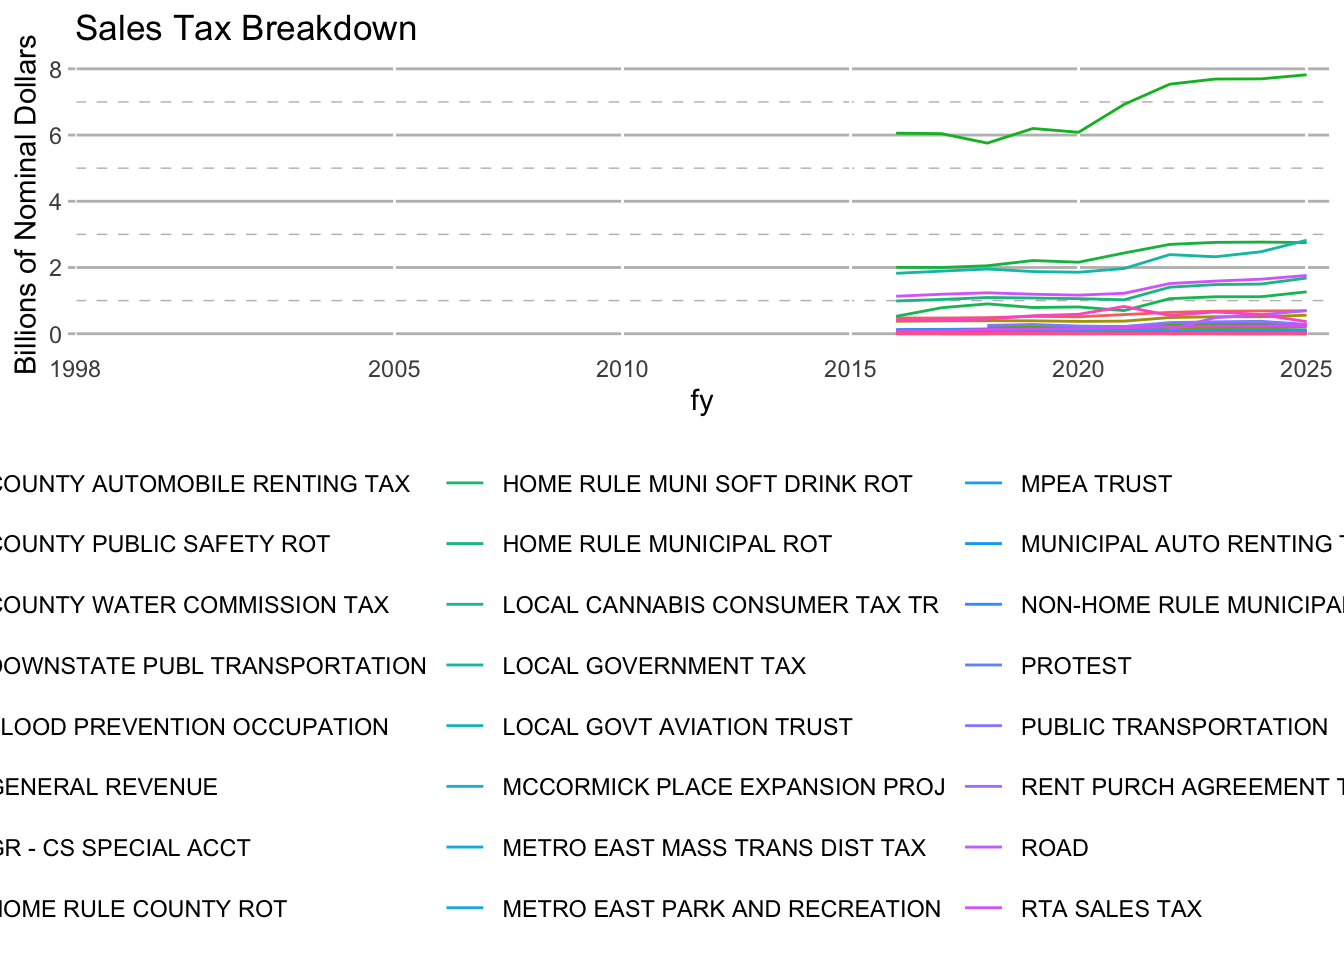 Sales Tax Breakdown
Billions of Nominal Dollars
8
6
4
2
0
1998 2005 2010 2015 2020 2025
fy
COUNTY AUTOMOBILE RENTING TAX HOME RULE MUNI SOFT DRINK ROT MPEA TRUST
COUNTY PUBLIC SAFETY ROT HOME RULE MUNICIPAL ROT MUNICIPAL AUTO RENTING
COUNTY WATER COMMISSION TAX LOCAL CANNABIS CONSUMER TAX TR NON-HOME RULE MUNICIPA
DOWNSTATE PUBL TRANSPORTATION LOCAL GOVERNMENT TAX PROTEST
LOOD PREVENTION OCCUPATION LOCAL GOVT AVIATION TRUST PUBLIC TRANSPORTATION
GENERAL REVENUE MCCORMICK PLACE EXPANSION PROJ RENT PURCH AGREEMENT
GR - CS SPECIAL ACCT METRO EAST MASS TRANS DIST TAX ROAD
HOME RULE COUNTY ROT METRO EAST PARK AND RECREATION RTA SALES TAX